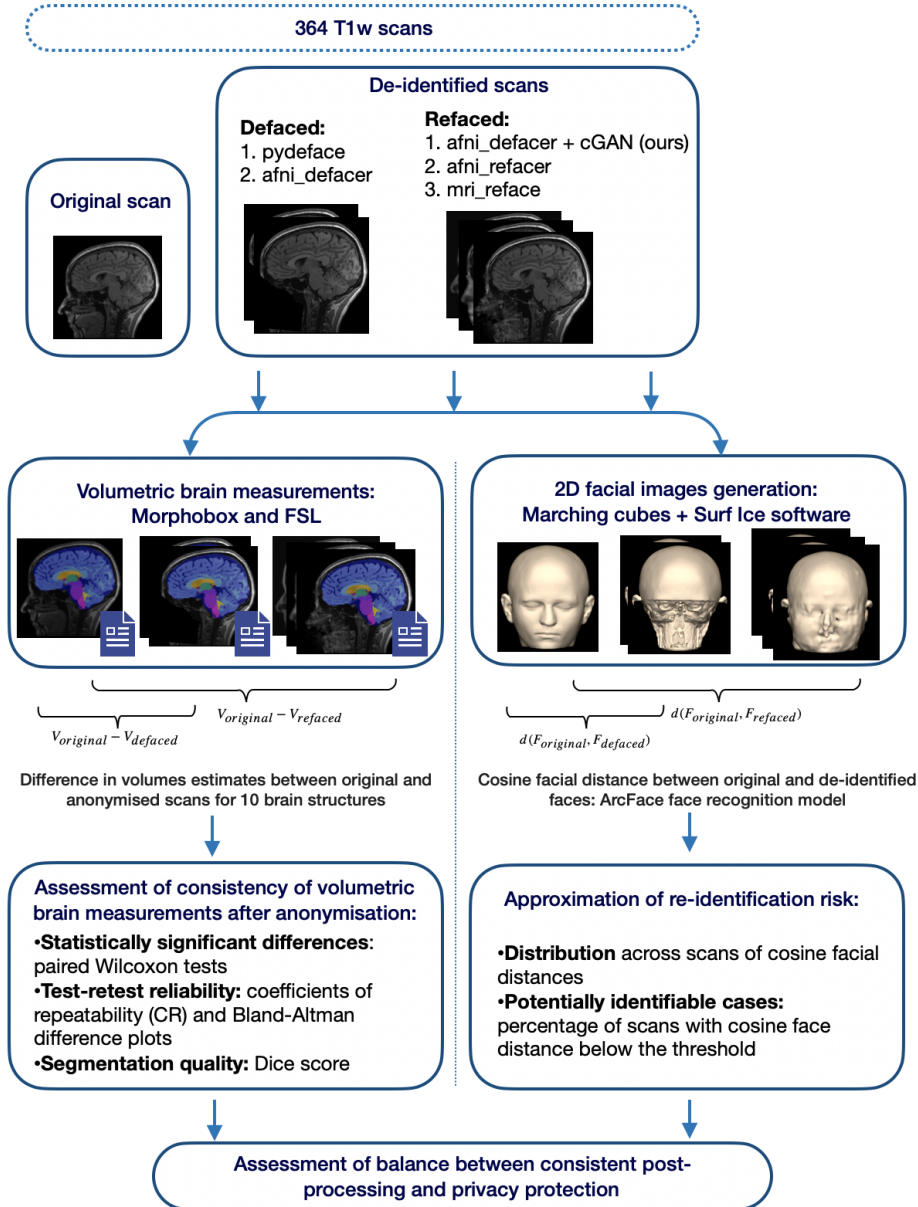 364 T1w scans
De-identified scans
Defaced:
1. pydeface
2. afni_defacer
Refaced:
1. afni_defacer + cGAN (ours)
2. afni_refacer
3. mri_reface
Original scan
Volumetric brain measurements:
Morphobox and FSL
2D facial images generation:
Marching cubes + Surf Ice software
V_original − V_refaced
V_original − V_defaced
d(F_original, F_refaced)
d(F_original, F_defaced)
Difference in volumes estimates between original and
anonymised scans for 10 brain structures
Cosine facial distance between original and de-identified
faces: ArcFace face recognition model
Assessment of consistency of volumetric
brain measurements after anonymisation:
•Statistically significant differences:
paired Wilcoxon tests
•Test-retest reliability: coefficients of
repeatability (CR) and Bland-Altman
difference plots
•Segmentation quality: Dice score
Approximation of re-identification risk:
•Distribution across scans of cosine facial
distances
•Potentially identifiable cases:
percentage of scans with cosine face
distance below the threshold
Assessment of balance between consistent post-
processing and privacy protection